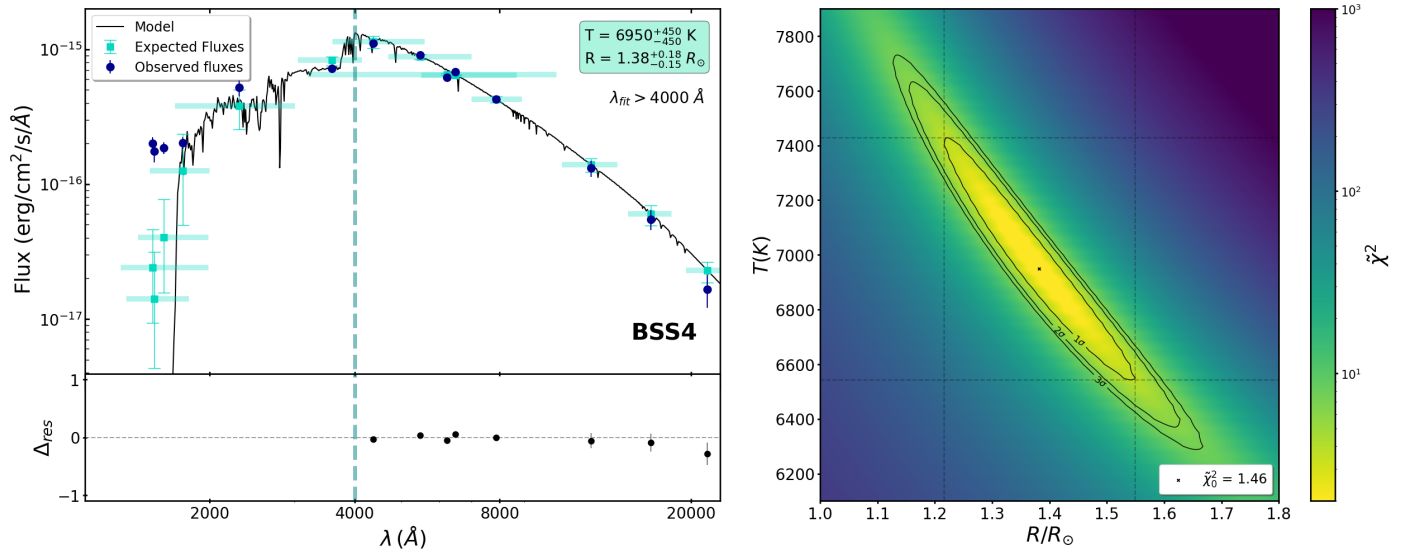 Model
Expected Fluxes
Observed fluxes
T = 6950 +450 −450 K
R = 1.38 +0.18 −0.15 R☉
λfit > 4000 Å
BSS4
Flux (erg/cm²/s/Å)
10⁻¹⁵
10⁻¹⁶
10⁻¹⁷
Δres
1
0
−1
2000 4000 8000 20000
λ (Å)
T(K)
7800
7600
7400
7200
7000
6800
6600
6400
6200
1σ
2σ
3σ
χ̃²₀ = 1.46
1.0 1.1 1.2 1.3 1.4 1.5 1.6 1.7 1.8
R/R☉
10³
10²
10¹
χ̃²